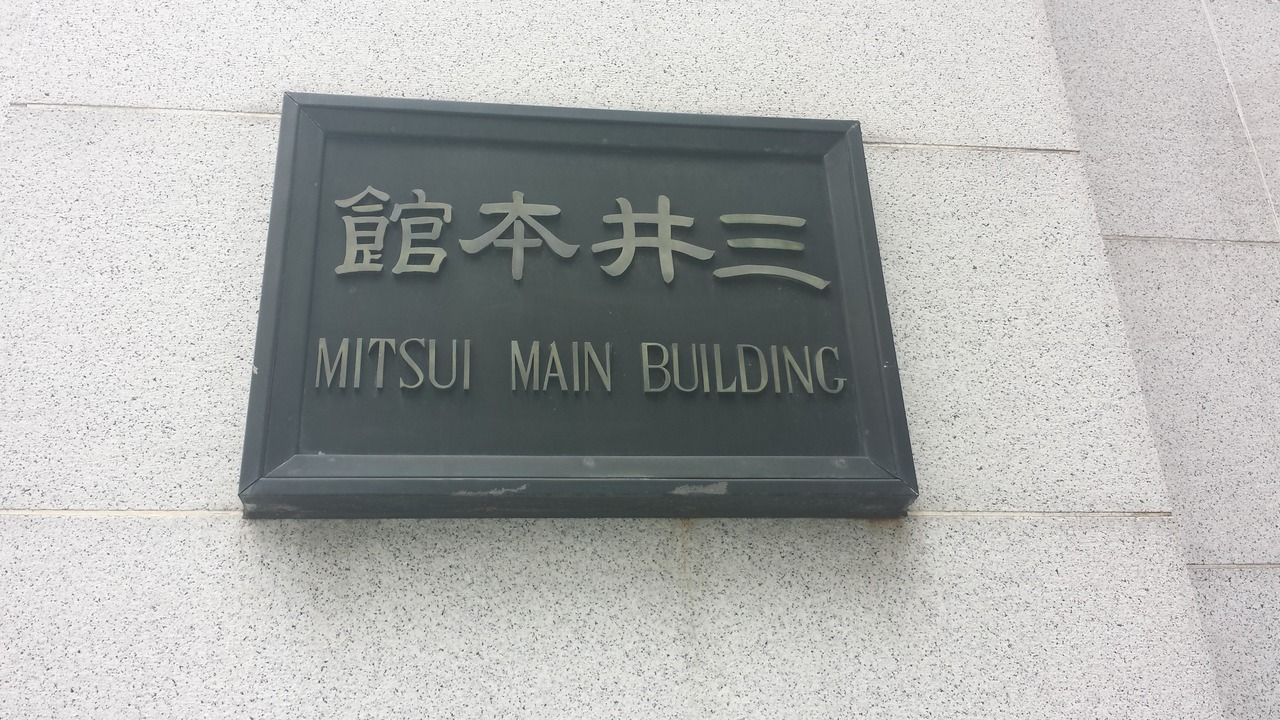 三井本館
MITSUI MAIN BUILDING